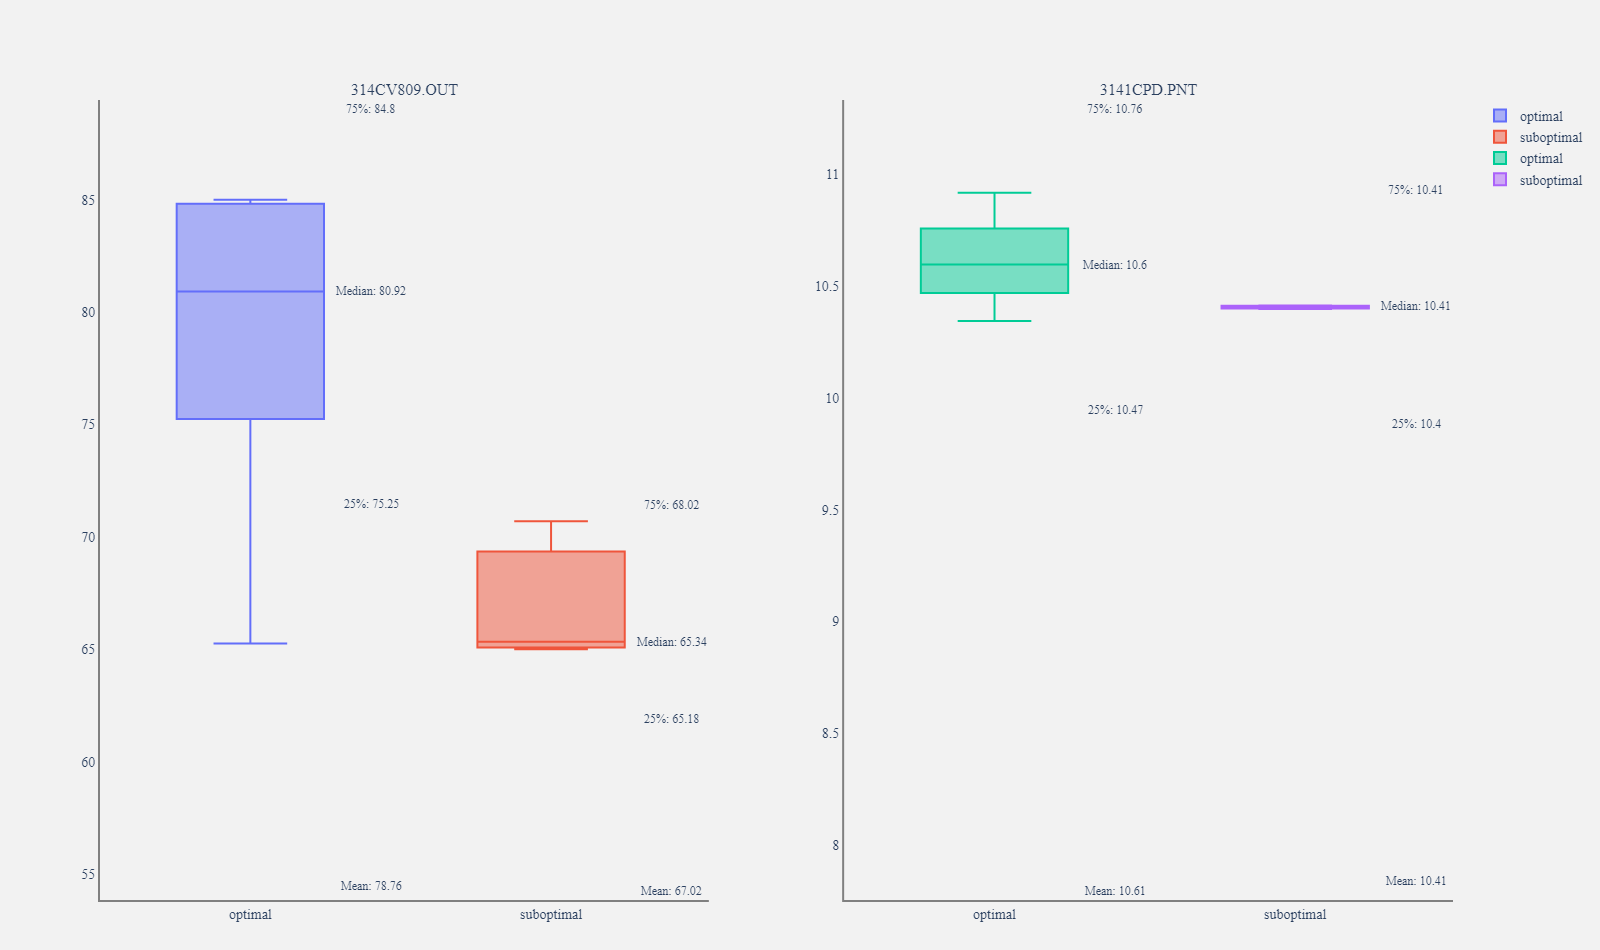 314CV809.OUT
75%: 84.8
85
Median: 80.92
80
75
25%: 75.25
70
75%: 68.02
65
Median: 65.34
25%: 65.18
60
55
Mean: 78.76
Mean: 67.02
optimal
suboptimal
3141CPD.PNT
75%: 10.76
11
75%: 10.41
Median: 10.6
10.5
Median: 10.41
10
25%: 10.47
25%: 10.4
9.5
9
8.5
8
Mean: 10.61
Mean: 10.41
optimal
suboptimal
optimal
suboptimal
optimal
suboptimal